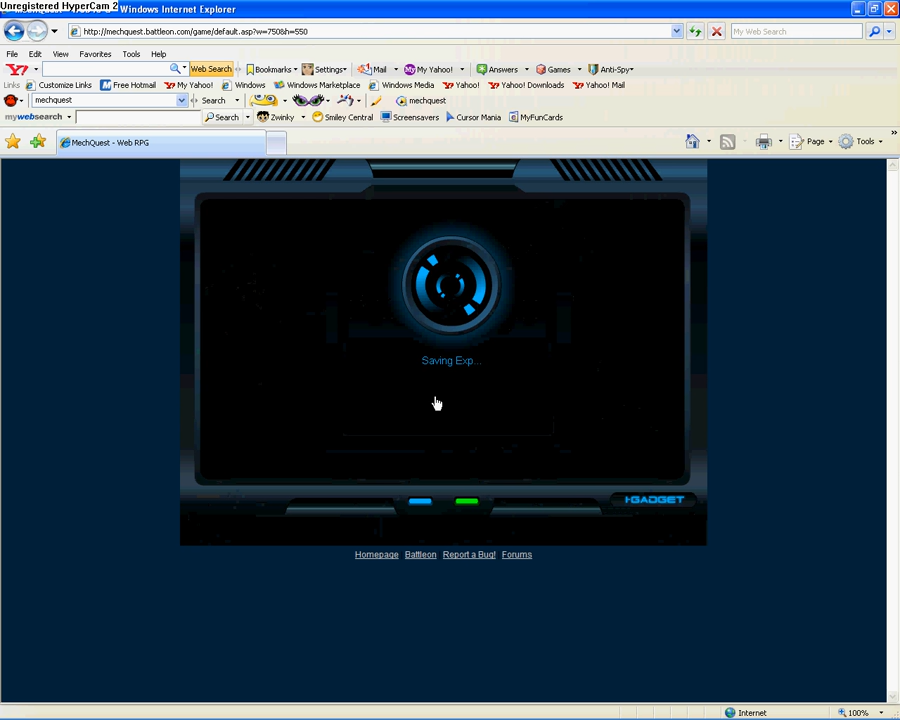 Unregistered HyperCam 2
Windows Internet Explorer
http://mechquest.battleon.com/game/default.asp?w=750&h=550
My Web Search
File Edit View Favorites Tools Help
Y! Web Search Bookmarks Settings Mail My Yahoo! Answers Games Anti-Spy
Links Customize Links Free Hotmail My Yahoo! Windows Windows Marketplace Windows Media Yahoo! Yahoo! Downloads Yahoo! Mail
mechquest Search mechquest
mywebsearch Search Zwinky Smiley Central Screensavers Cursor Mania MyFunCards
MechQuest - Web RPG
Page Tools
Saving Exp...
I-GADGET
Homepage Battleon Report a Bug! Forums
Internet 100%